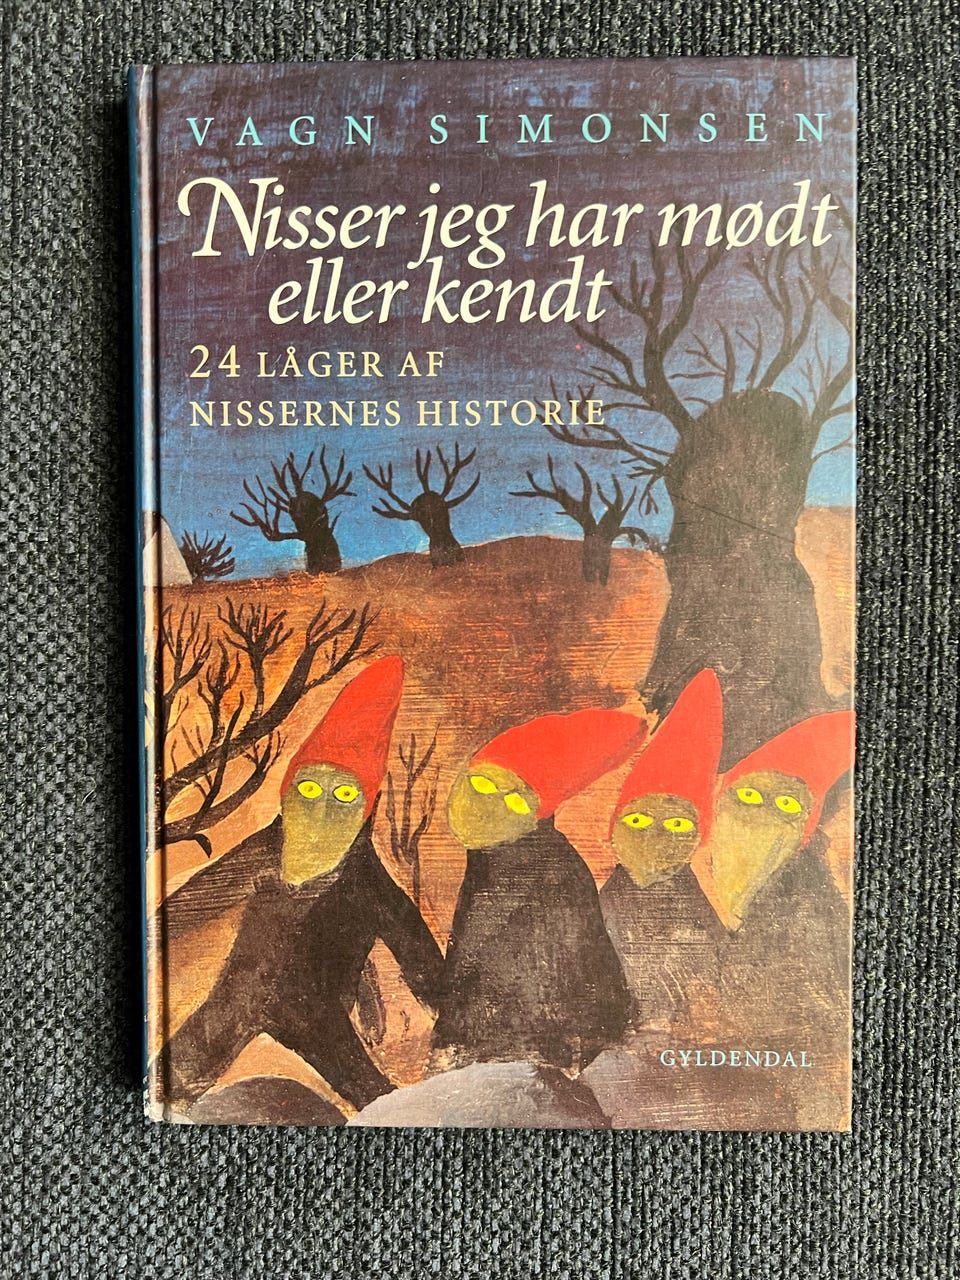 VAGN SIMONSEN
Nisser jeg har mødt
eller kendt
24 LÅGER AF
NISSERNES HISTORIE
GYLDENDAL